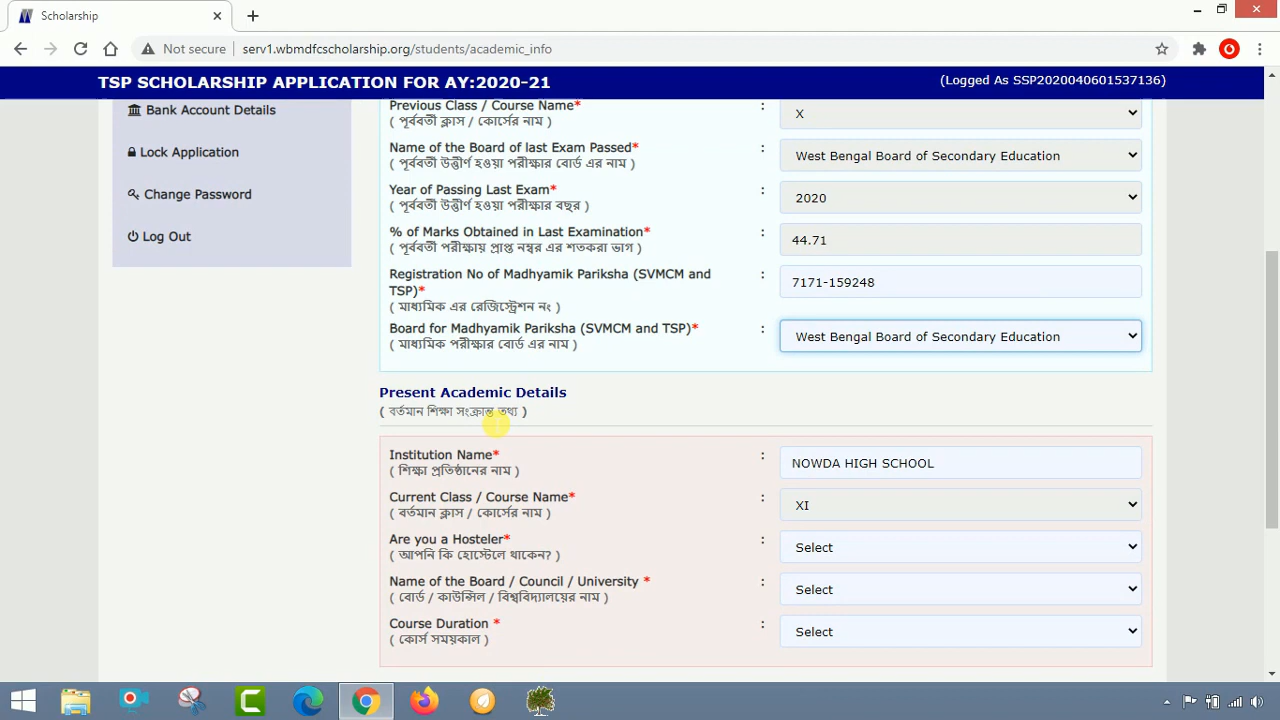 Scholarship
Not secure
serv1.wbmdfcscholarship.org/students/academic_info
TSP SCHOLARSHIP APPLICATION FOR AY:2020-21
(Logged As SSP2020040601537136)
Bank Account Details
Lock Application
Change Password
Log Out
Previous Class / Course Name* : X
( পূর্ববর্তী ক্লাস / কোর্সের নাম )
Name of the Board of last Exam Passed* : West Bengal Board of Secondary Education
( পূর্ববর্তী উত্তীর্ণ হওয়া পরীক্ষার বোর্ড এর নাম )
Year of Passing Last Exam* : 2020
( পূর্ববর্তী উত্তীর্ণ হওয়া পরীক্ষার বছর )
% of Marks Obtained in Last Examination* : 44.71
( পূর্ববর্তী পরীক্ষায় প্রাপ্ত নম্বর এর শতকরা ভাগ )
Registration No of Madhyamik Pariksha (SVMCM and : 7171-159248
TSP)*
( মাধ্যমিক এর রেজিস্ট্রেশন নং )
Board for Madhyamik Pariksha (SVMCM and TSP)* : West Bengal Board of Secondary Education
( মাধ্যমিক পরীক্ষার বোর্ড এর নাম )
Present Academic Details
( বর্তমান শিক্ষা সংক্রান্ত তথ্য )
Institution Name* : NOWDA HIGH SCHOOL
( শিক্ষা প্রতিষ্ঠানের নাম )
Current Class / Course Name* : XI
( বর্তমান ক্লাস / কোর্সের নাম )
Are you a Hosteler* : Select
( আপনি কি হোস্টেলে থাকেন? )
Name of the Board / Council / University * : Select
( বোর্ড / কাউন্সিল / বিশ্ববিদ্যালয়ের নাম )
Course Duration * : Select
( কোর্স সময়কাল )